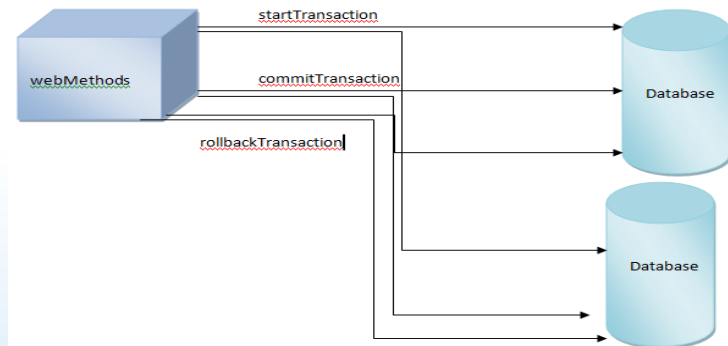 startTransaction
webMethods
commitTransaction
Database
rollbackTransaction
Database